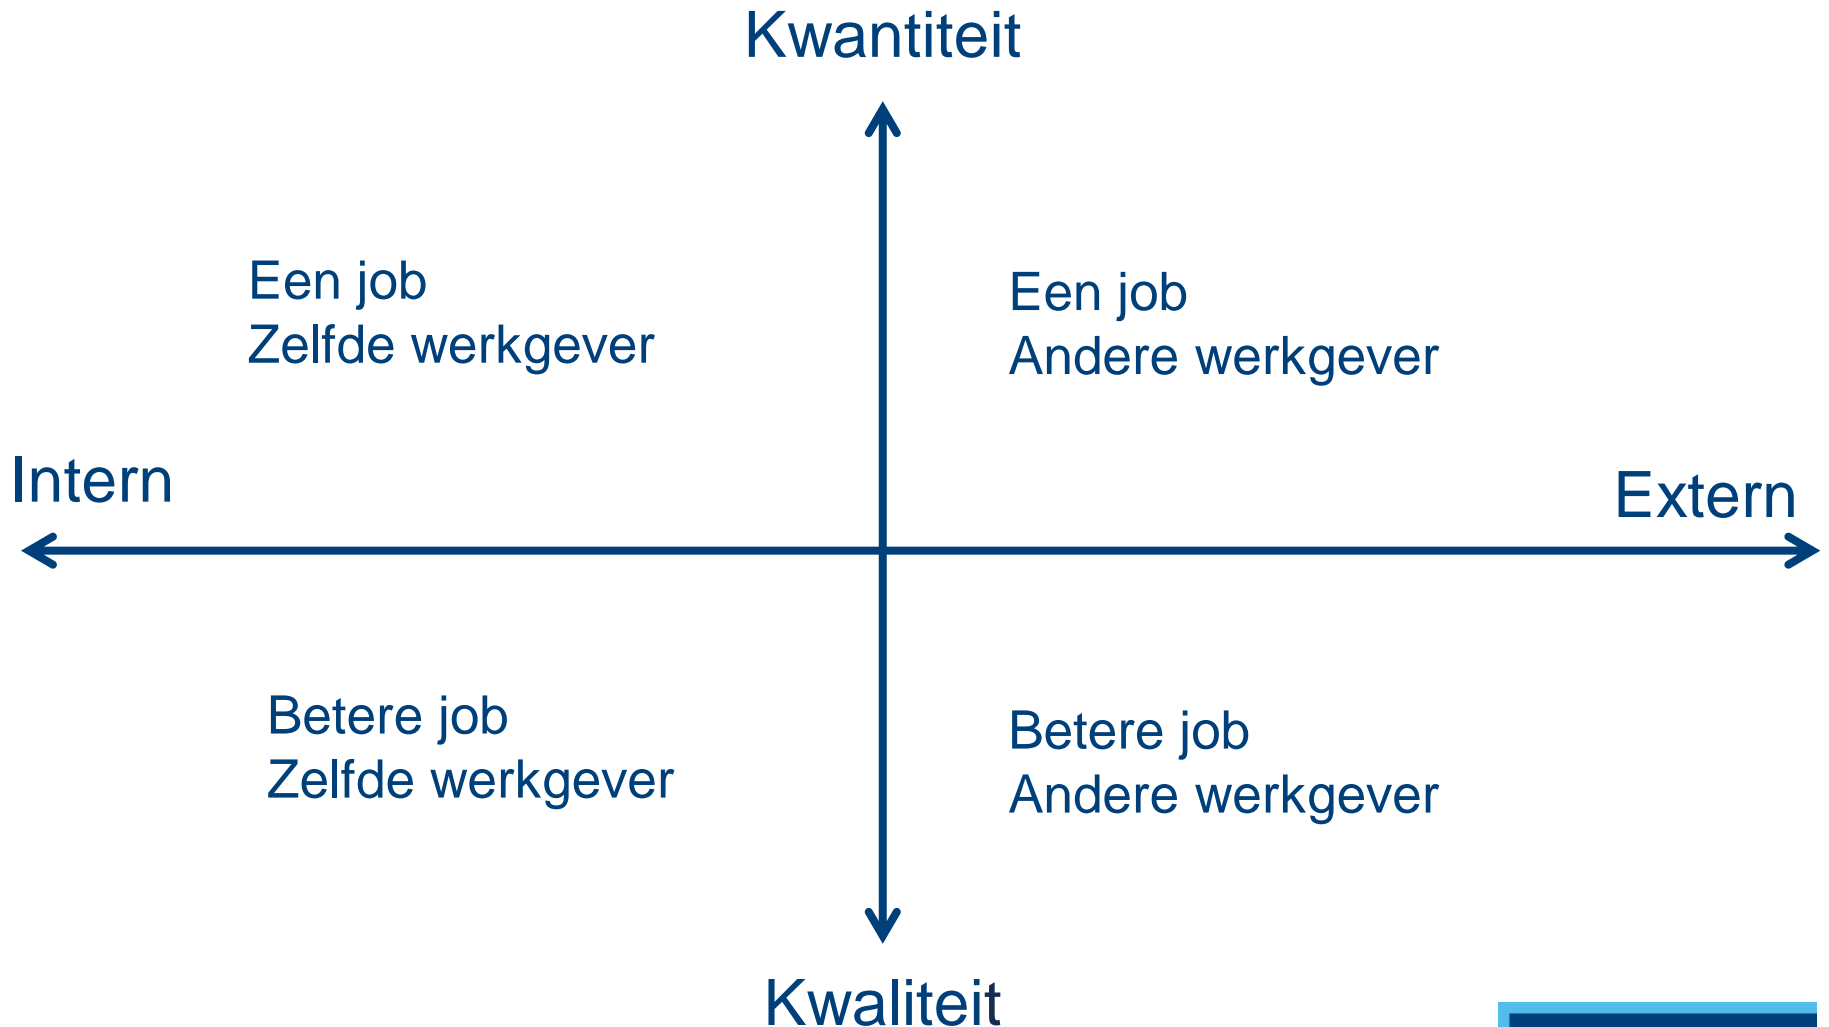 Kwantiteit
Een job
Zelfde werkgever
Een job
Andere werkgever
Intern
Extern
Betere job
Zelfde werkgever
Betere job
Andere werkgever
Kwaliteit